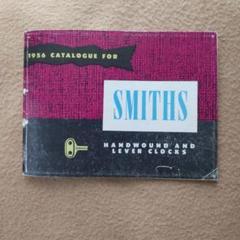 1956 CATALOGUE FOR
SMITHS
HANDWOUND AND
LEVER CLOCKS